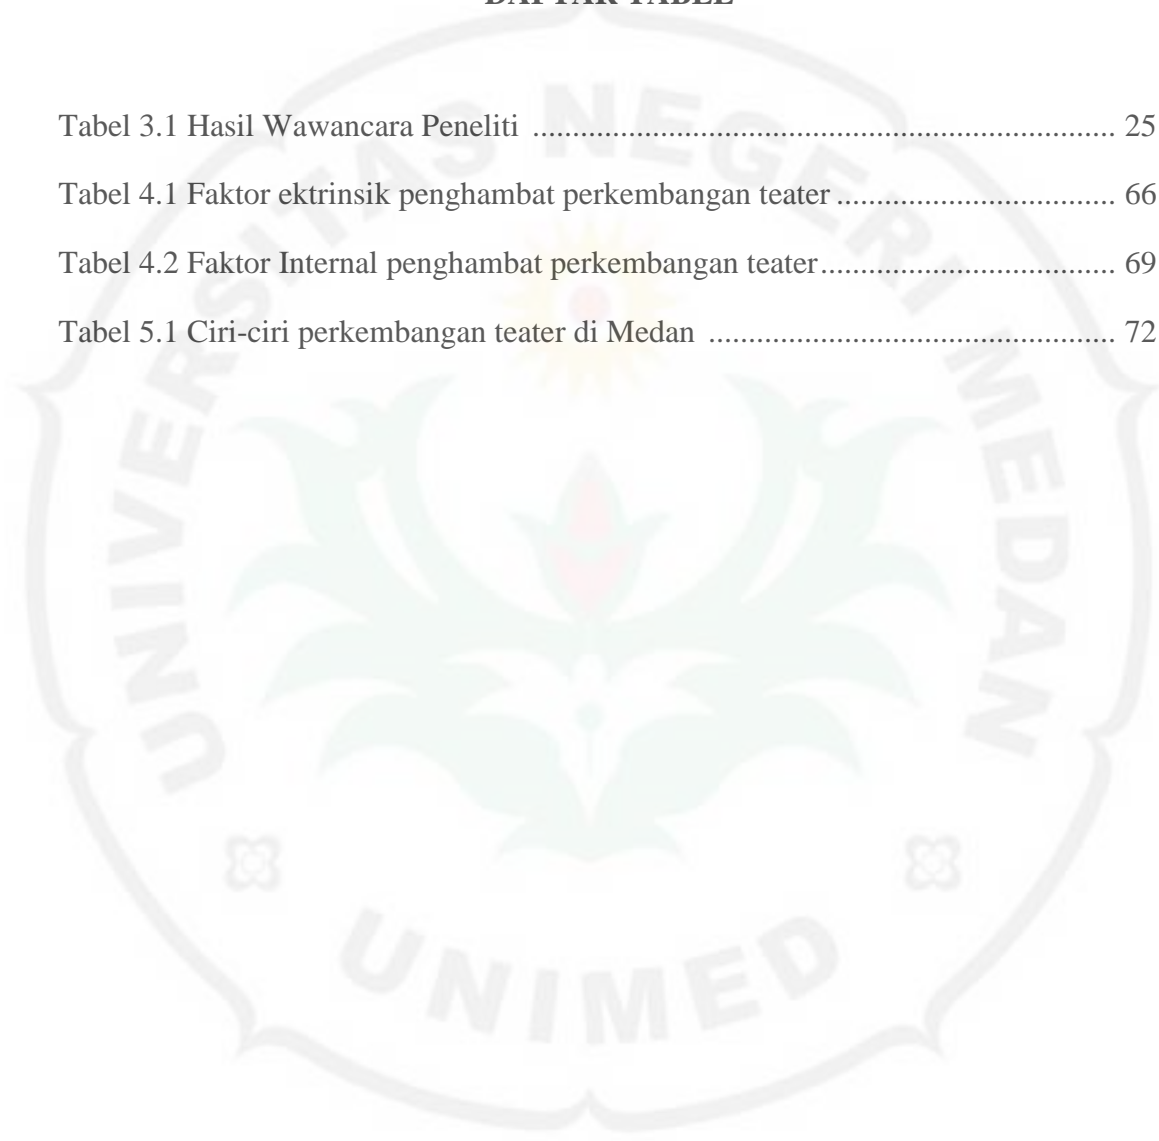 DAFTAR TABEL
Tabel 3.1 Hasil Wawancara Peneliti ........................................................................ 25
Tabel 4.1 Faktor ektrinsik penghambat perkembangan teater .................................. 66
Tabel 4.2 Faktor Internal penghambat perkembangan teater.................................... 69
Tabel 5.1 Ciri-ciri perkembangan teater di Medan .................................................. 72
UNIVERSITAS NEGERI MEDAN
UNIMED